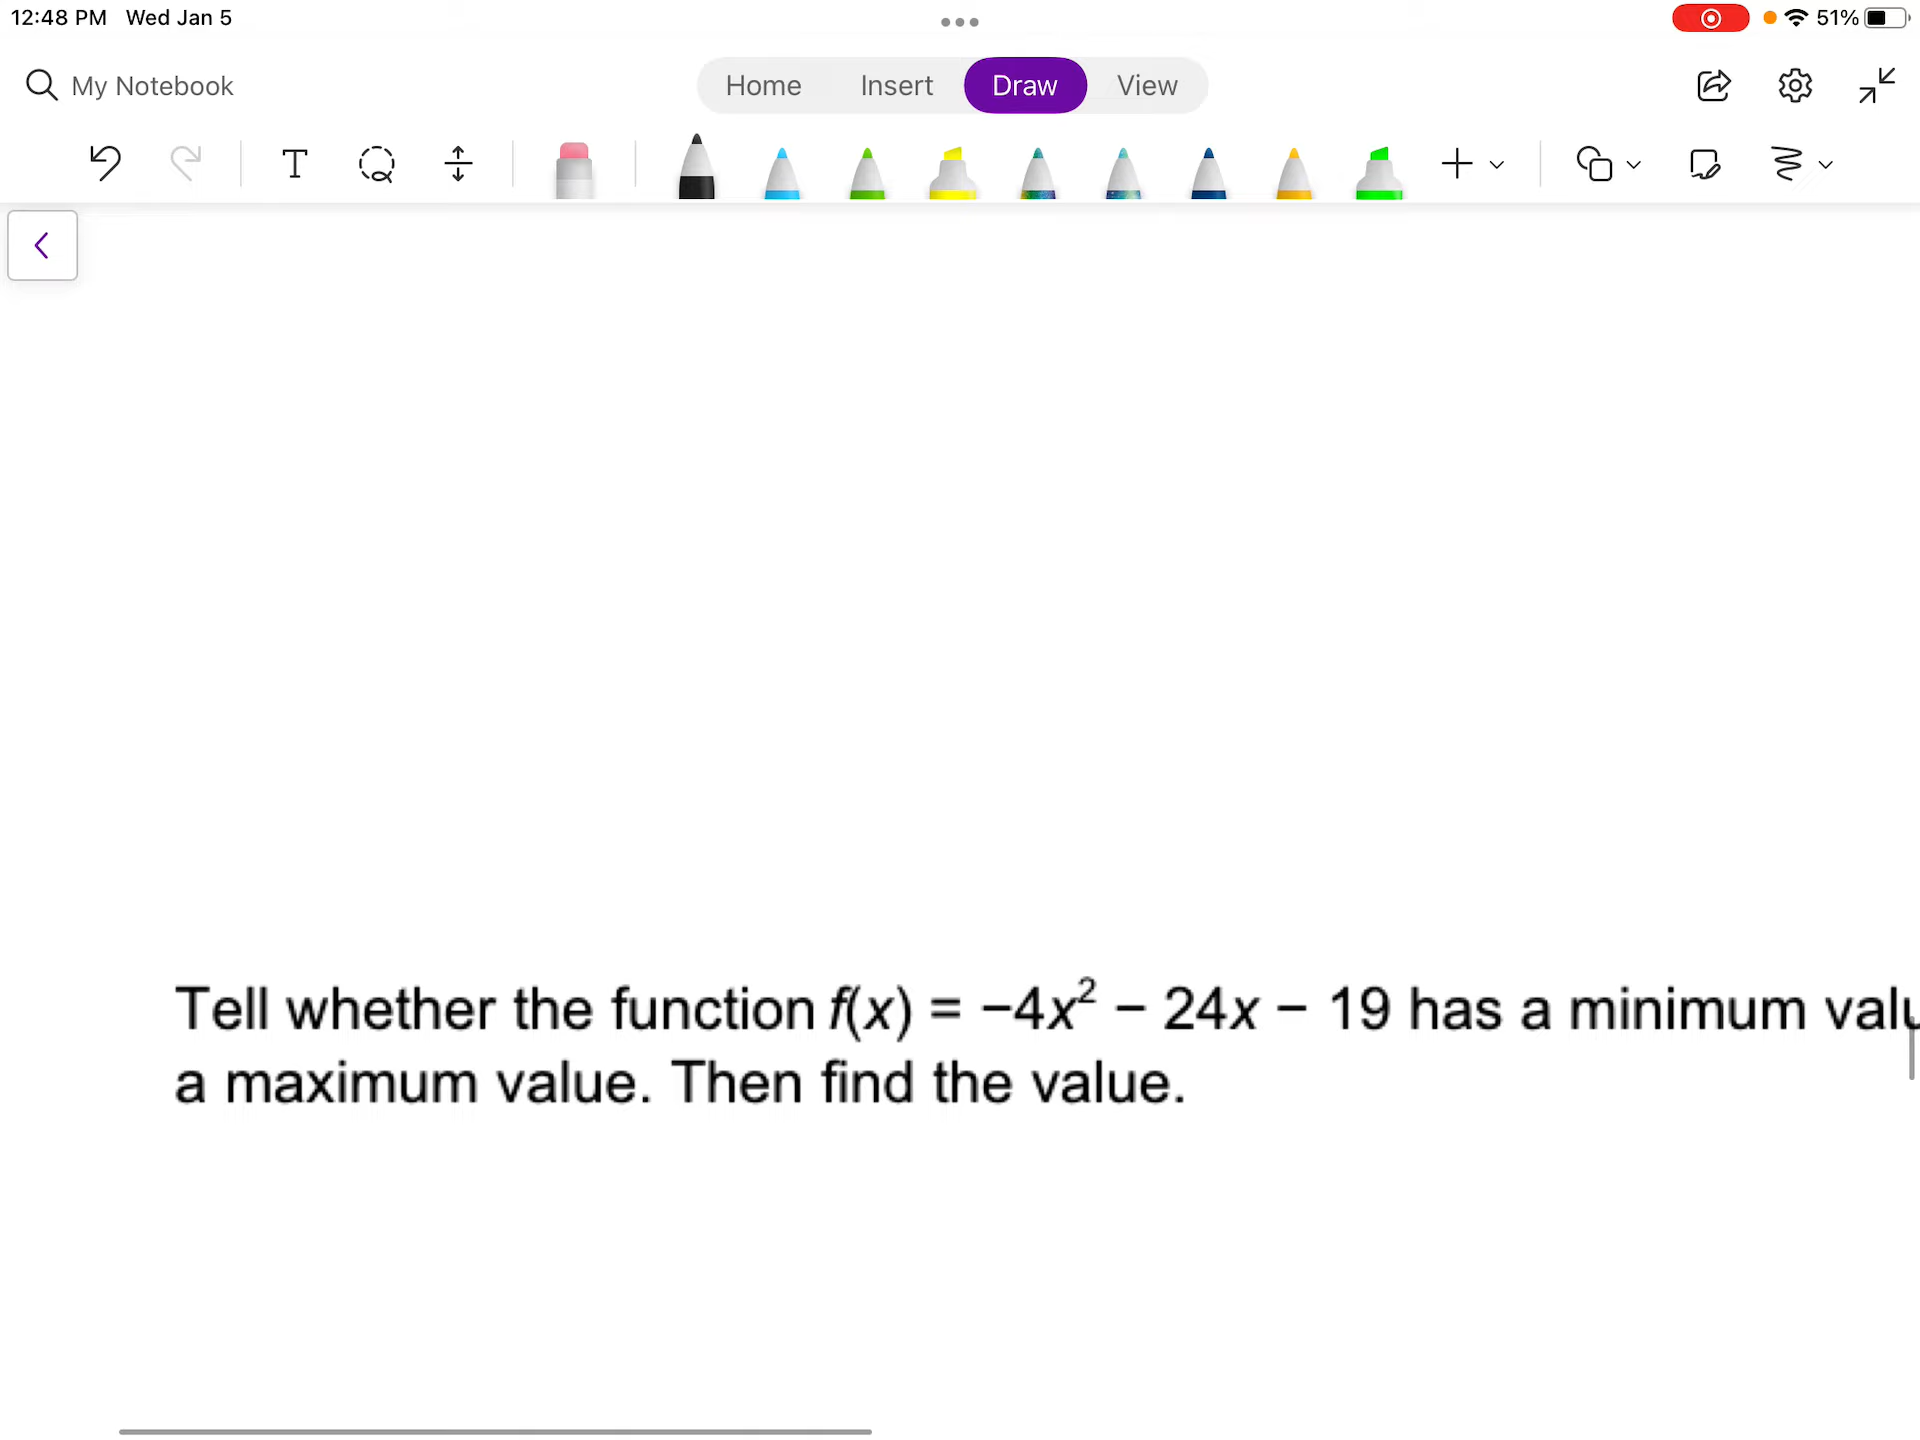 12:48 PM Wed Jan 5
51%
My Notebook
Home Insert Draw View
T
Tell whether the function f(x) = −4x² − 24x − 19 has a minimum valu
a maximum value. Then find the value.